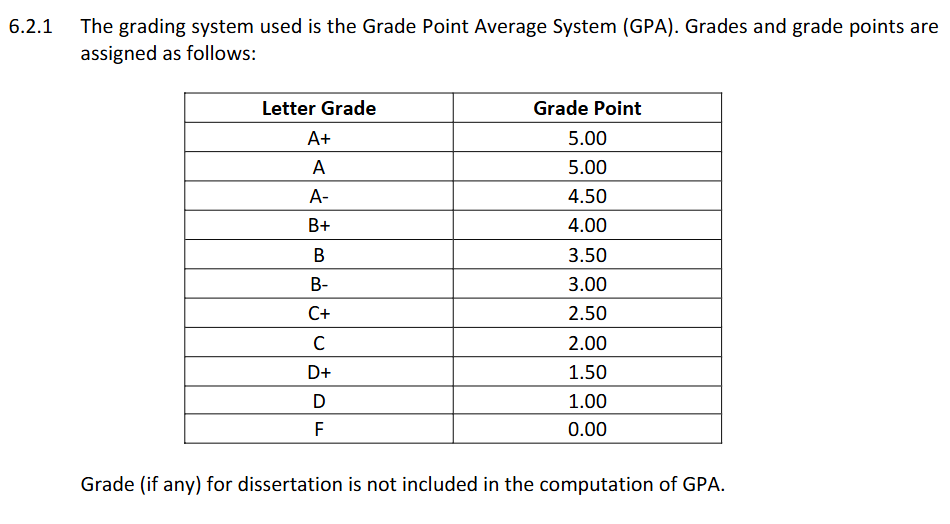 6.2.1 The grading system used is the Grade Point Average System (GPA). Grades and grade points are
assigned as follows:
Letter Grade Grade Point
A+ 5.00
A 5.00
A- 4.50
B+ 4.00
B 3.50
B- 3.00
C+ 2.50
C 2.00
D+ 1.50
D 1.00
F 0.00
Grade (if any) for dissertation is not included in the computation of GPA.